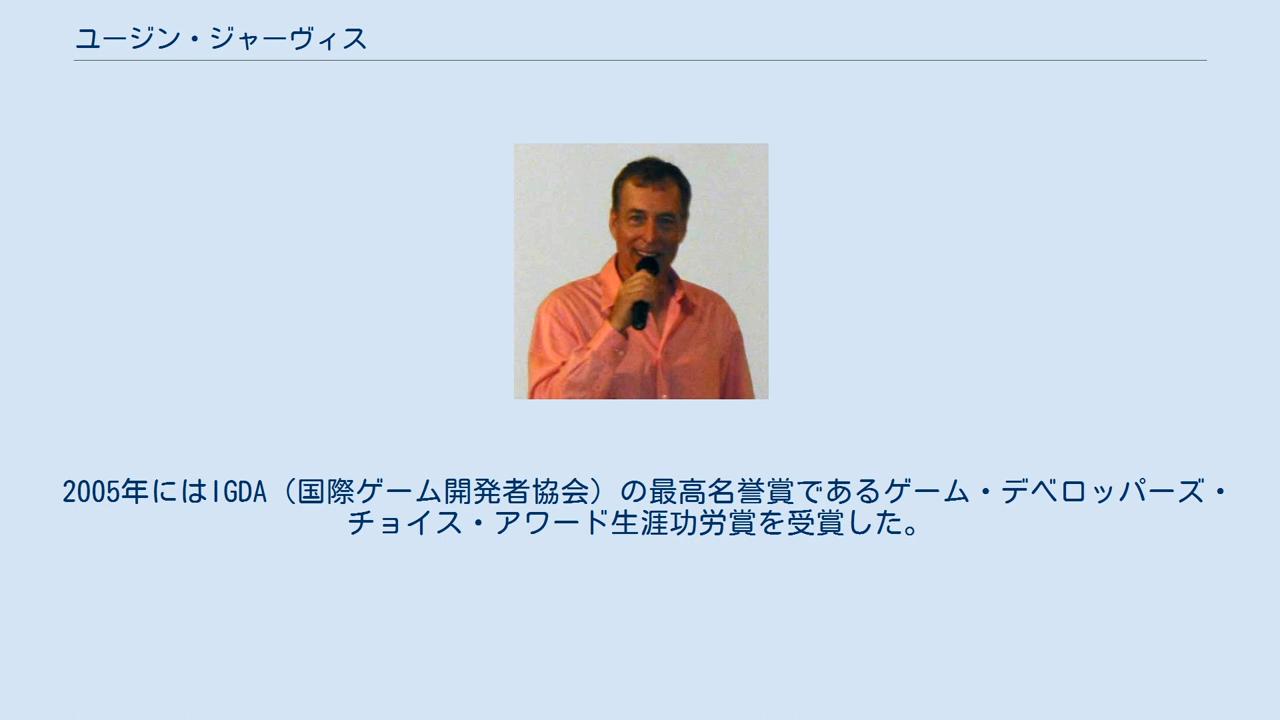 ユージン・ジャーヴィス
2005年にはIGDA（国際ゲーム開発者協会）の最高名誉賞であるゲーム・デベロッパーズ・
チョイス・アワード生涯功労賞を受賞した。